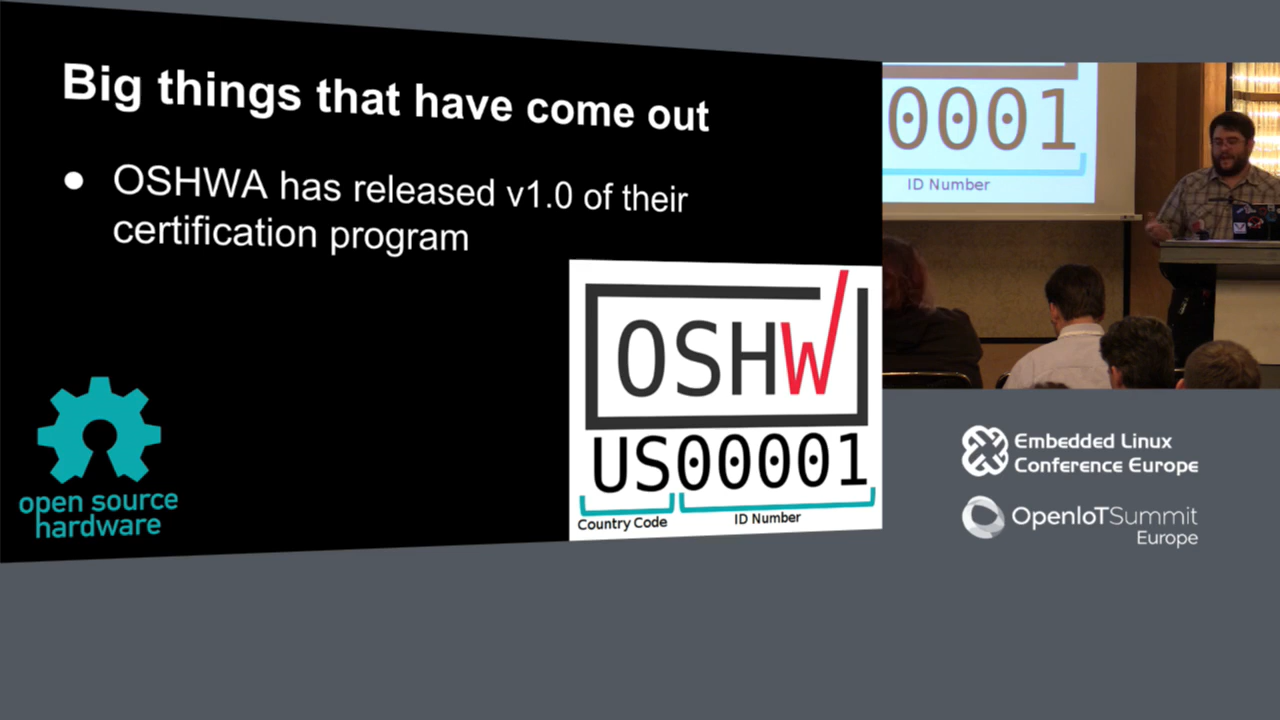 Big things that have come out
● OSHWA has released v1.0 of their
certification program
OSHW
US00001
Country Code
ID Number
open source
hardware
0001
ID Number
Embedded Linux
Conference Europe
OpenIoTSummit
Europe